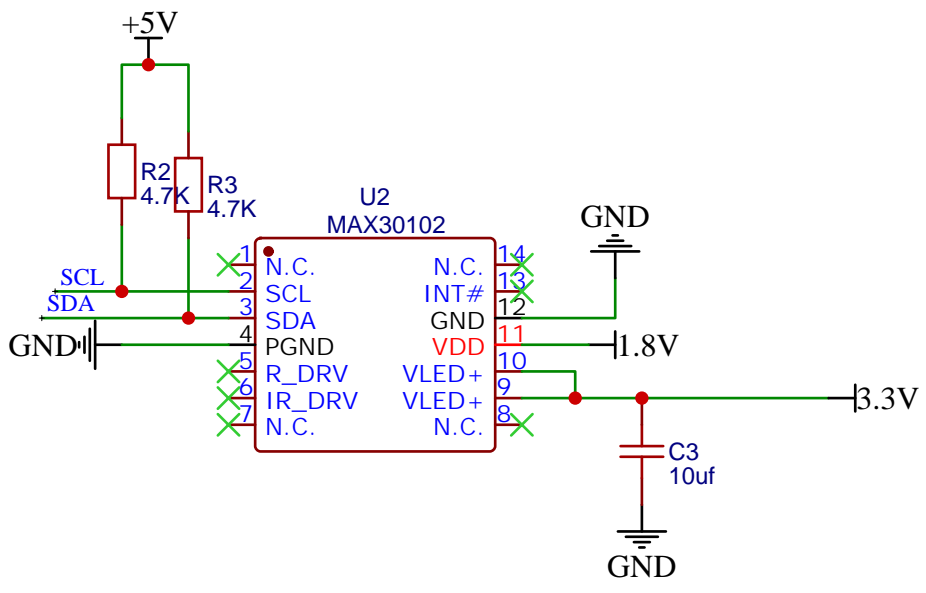 +5V
R2
4.7K
R3
4.7K
U2
MAX30102
GND
SCL
SDA
GND
1
N.C.
2
SCL
3
SDA
4
PGND
5
R_DRV
6
IR_DRV
7
N.C.
14
N.C.
13
INT#
12
GND
11
VDD
1.8V
10
VLED+
9
VLED+
3.3V
8
N.C.
C3
10uf
GND